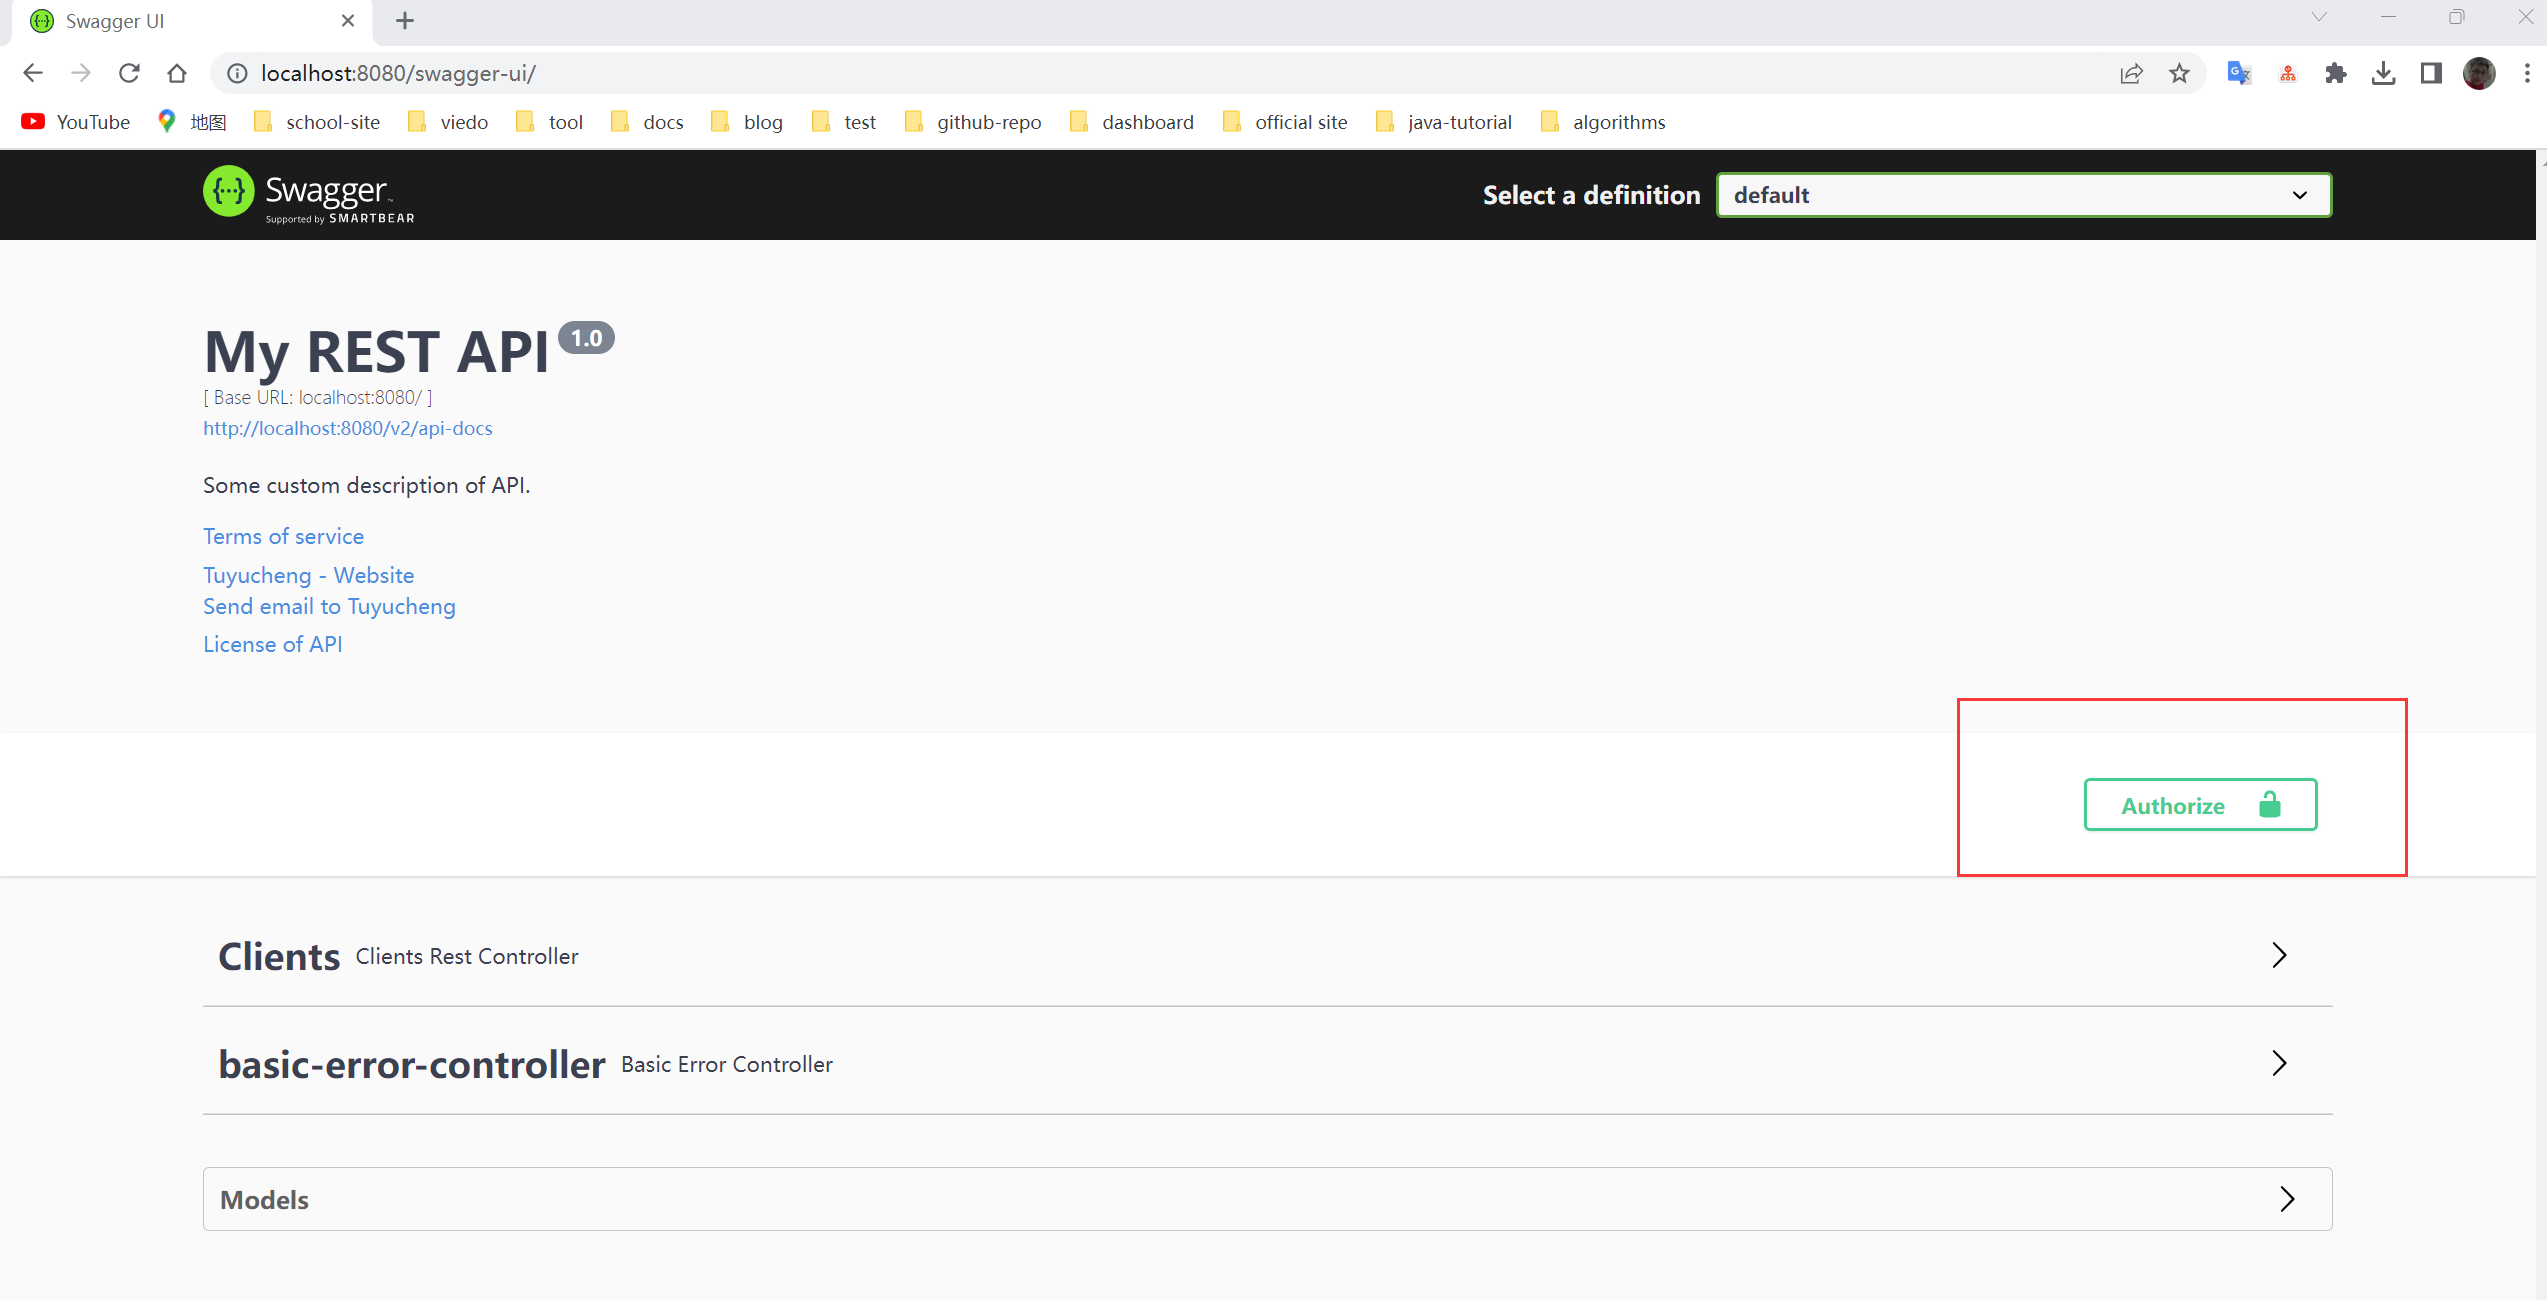 Swagger UI
localhost:8080/swagger-ui/
YouTube 地图 school-site viedo tool docs blog test github-repo dashboard official site java-tutorial algorithms
Swagger
Supported by SMARTBEAR
Select a definition default
My REST API 1.0
[ Base URL: localhost:8080/ ]
http://localhost:8080/v2/api-docs
Some custom description of API.
Terms of service
Tuyucheng - Website
Send email to Tuyucheng
License of API
Authorize
Clients Clients Rest Controller
basic-error-controller Basic Error Controller
Models